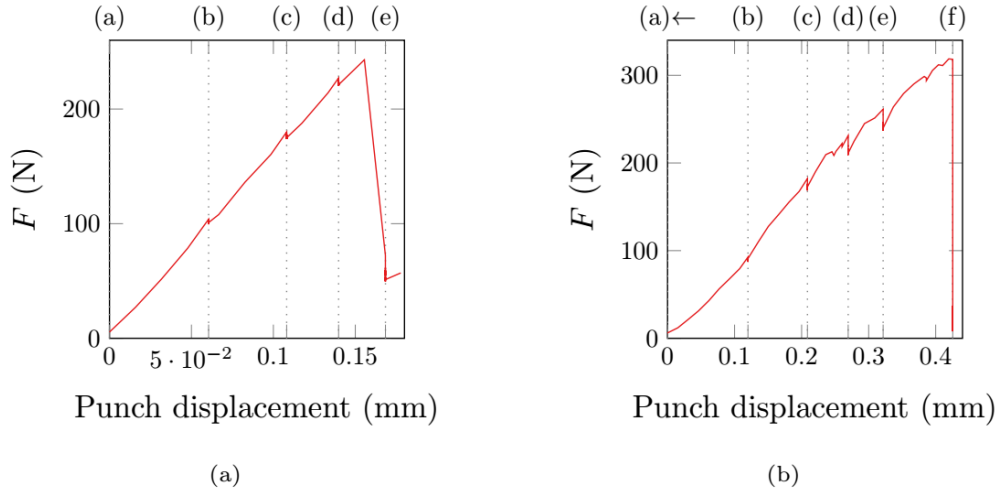 (a) (b) (c) (d) (e)
200
100
0
F (N)
0 5 · 10⁻² 0.1 0.15
Punch displacement (mm)
(a)
(a)← (b) (c) (d) (e) (f)
300
200
100
0
F (N)
0 0.1 0.2 0.3 0.4
Punch displacement (mm)
(b)